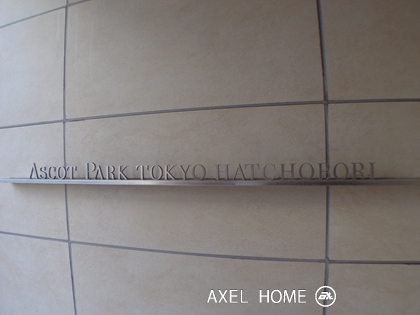 ASCOT PARK TOKYO HATCHOBORI
AXEL HOME